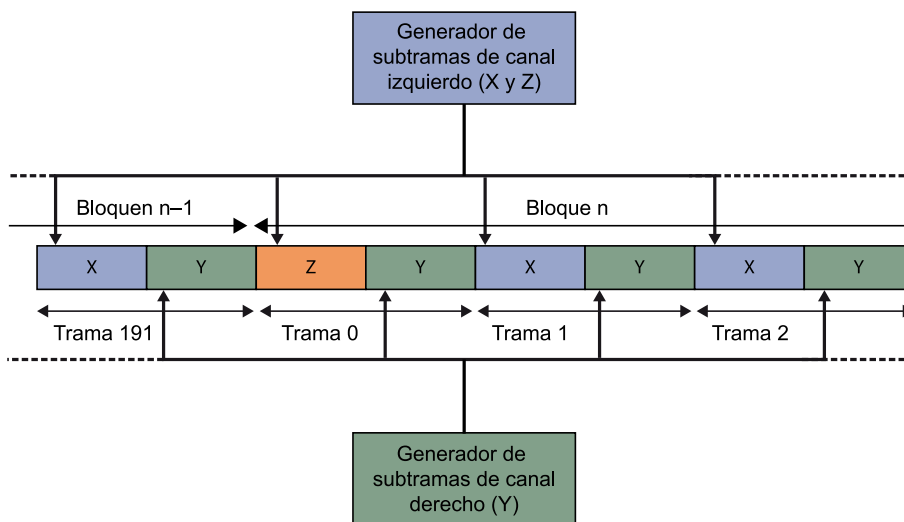 Generador de
subtramas de canal
izquierdo (X y Z)
Bloquen n–1
Bloque n
X
Y
Z
Y
X
Y
X
Y
Trama 191
Trama 0
Trama 1
Trama 2
Generador de
subtramas de canal
derecho (Y)